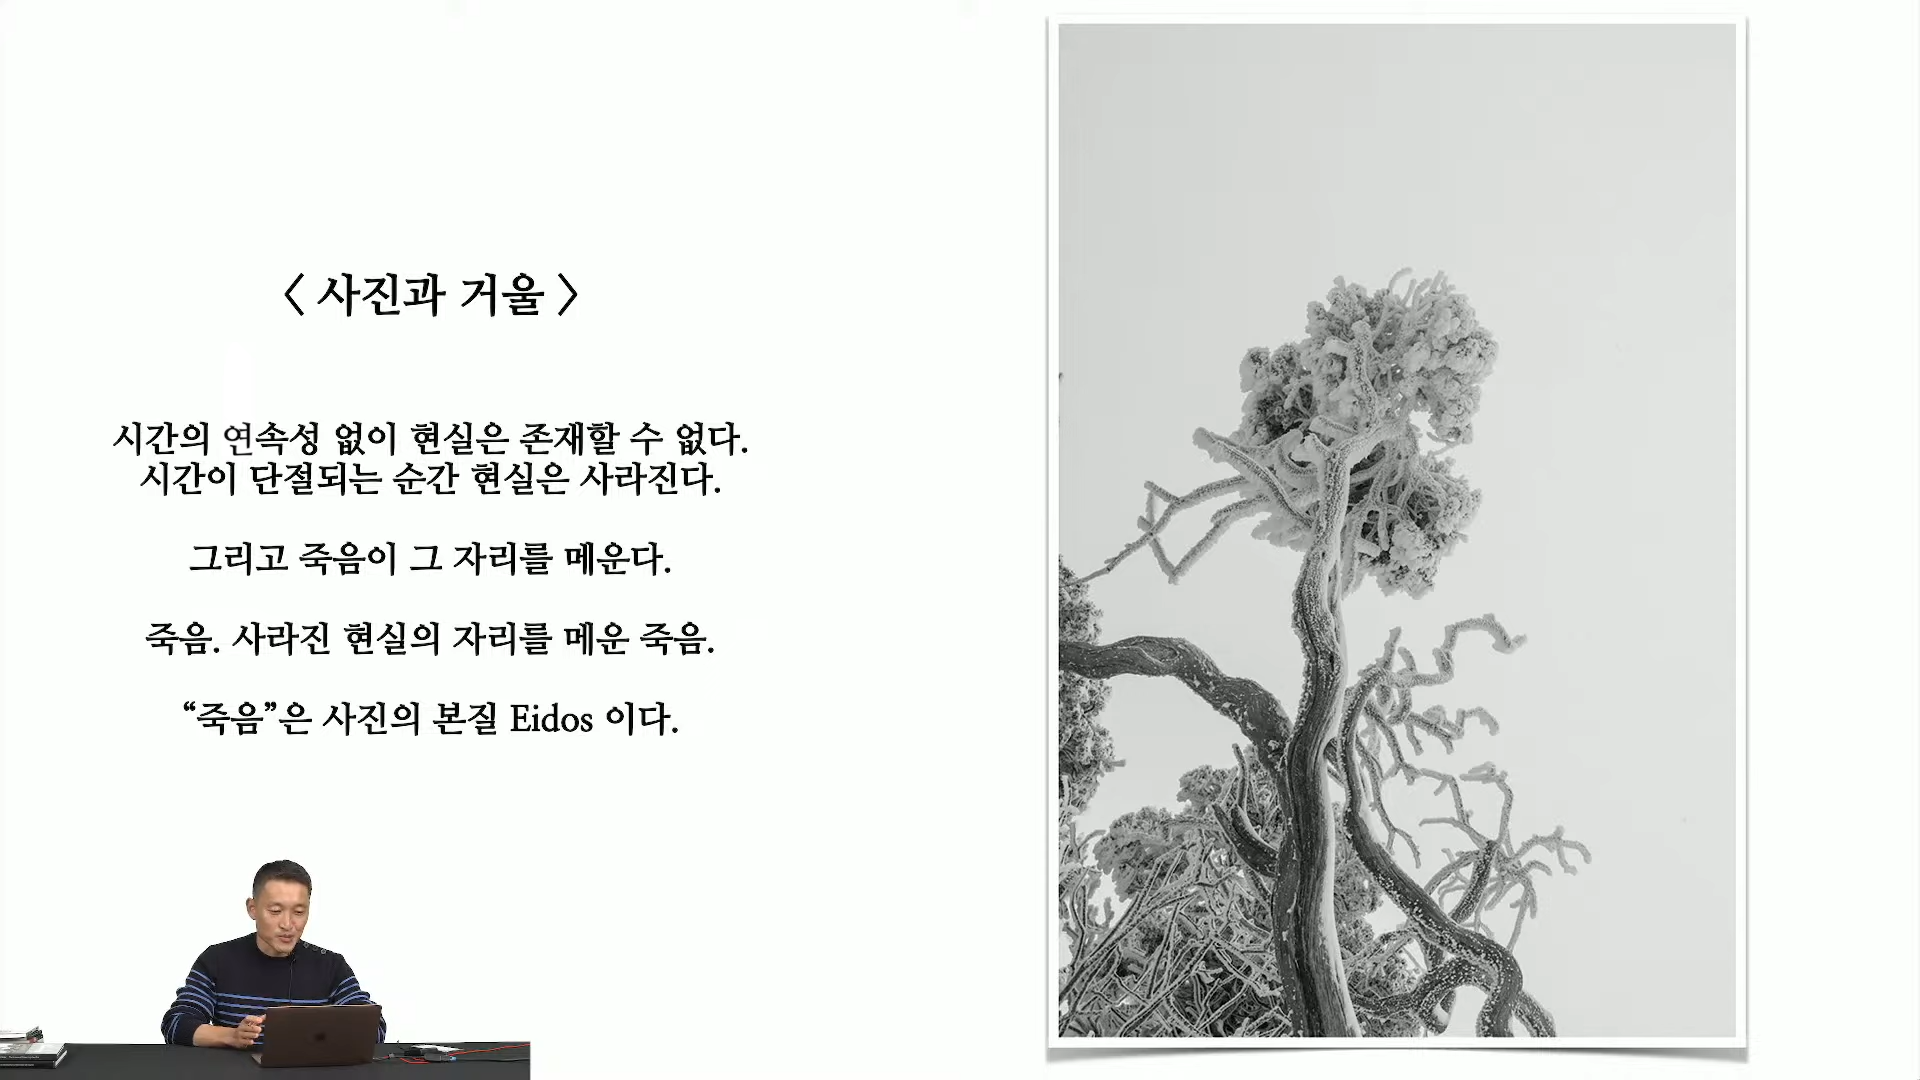 〈 사진과 거울 〉
시간의 연속성 없이 현실은 존재할 수 없다.
시간이 단절되는 순간 현실은 사라진다.
그리고 죽음이 그 자리를 메운다.
죽음. 사라진 현실의 자리를 메운 죽음.
“죽음”은 사진의 본질 Eidos 이다.